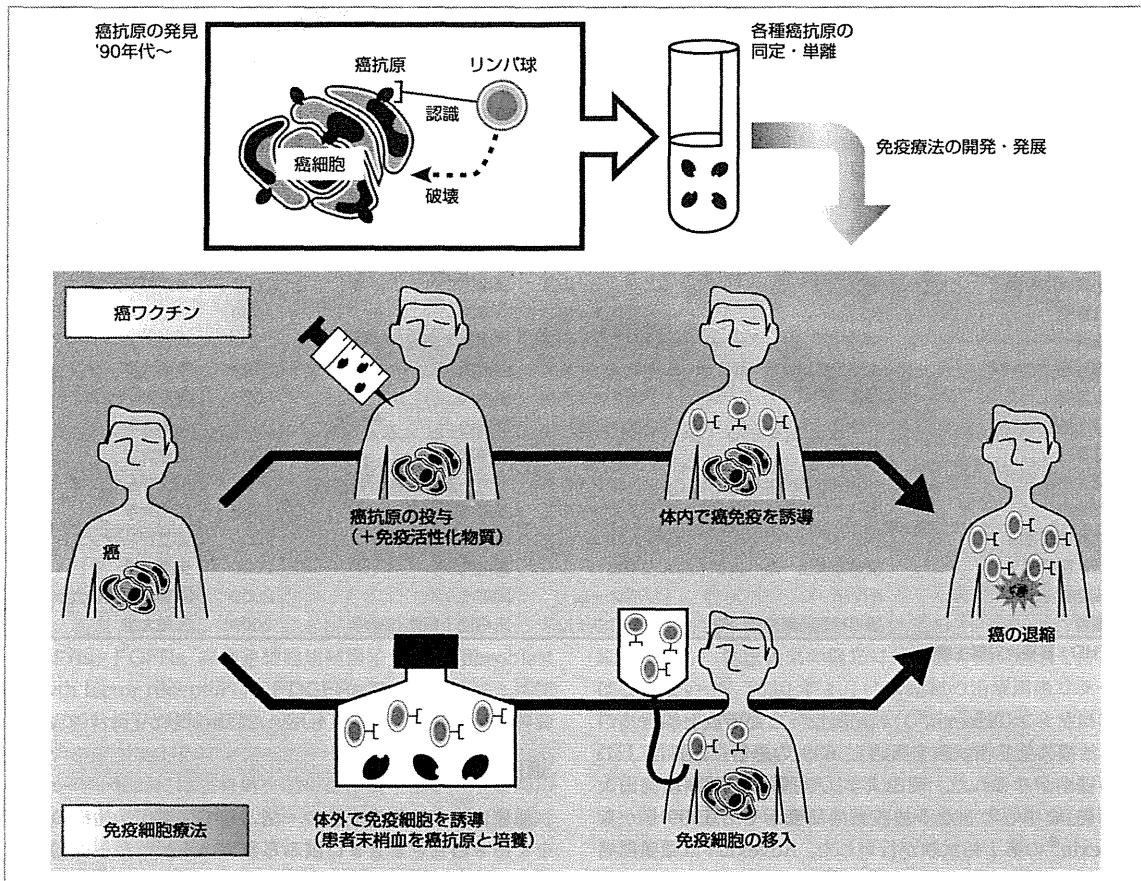 癌抗原の発見
'90年代～
癌抗原
リンパ球
認識
癌細胞
破壊
各種癌抗原の
同定・単離
免疫療法の開発・発展
癌ワクチン
癌抗原の投与
（＋免疫活性化物質）
体内で癌免疫を誘導
癌
癌の退縮
免疫細胞療法
体外で免疫細胞を誘導
（患者末梢血を癌抗原と培養）
免疫細胞の移入